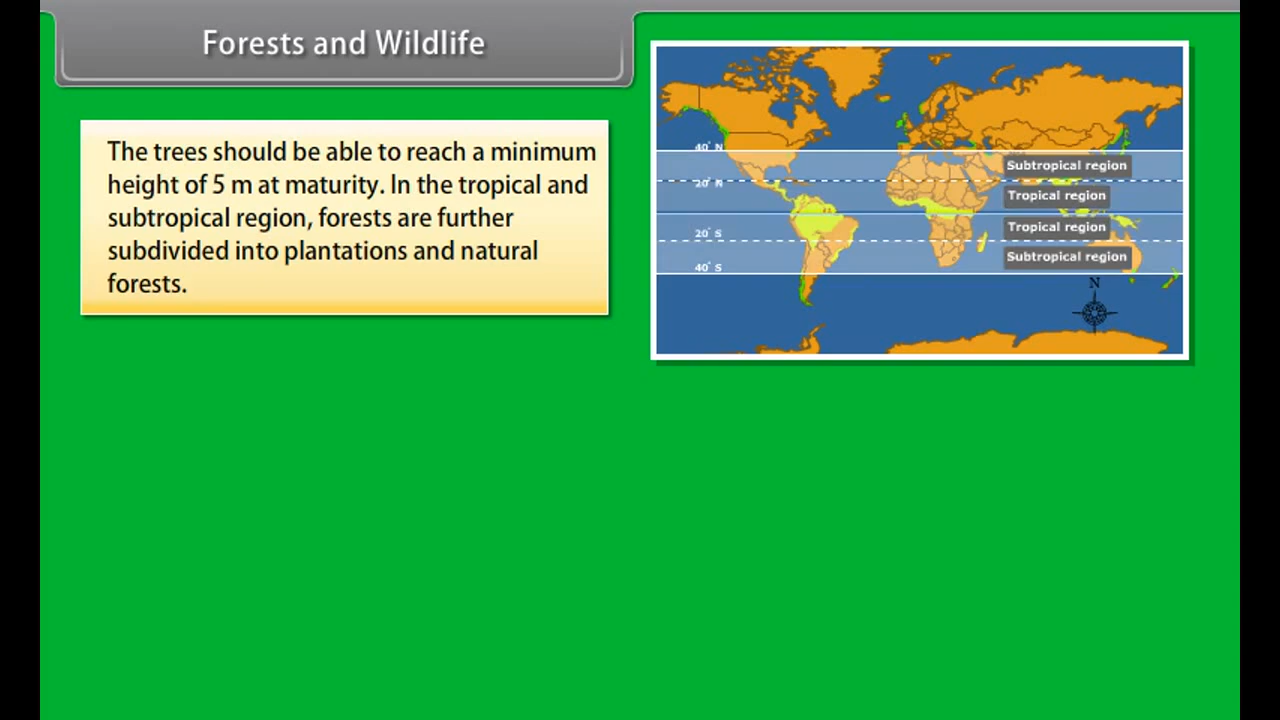 Forests and Wildlife
The trees should be able to reach a minimum
height of 5 m at maturity. In the tropical and
subtropical region, forests are further
subdivided into plantations and natural
forests.
40° N
Subtropical region
20° N
Tropical region
Tropical region
20° S
Subtropical region
40° S
N